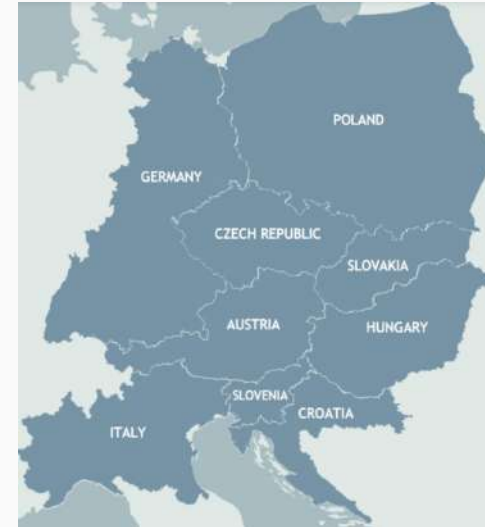 POLAND
GERMANY
CZECH REPUBLIC
SLOVAKIA
AUSTRIA
HUNGARY
SLOVENIA
CROATIA
ITALY